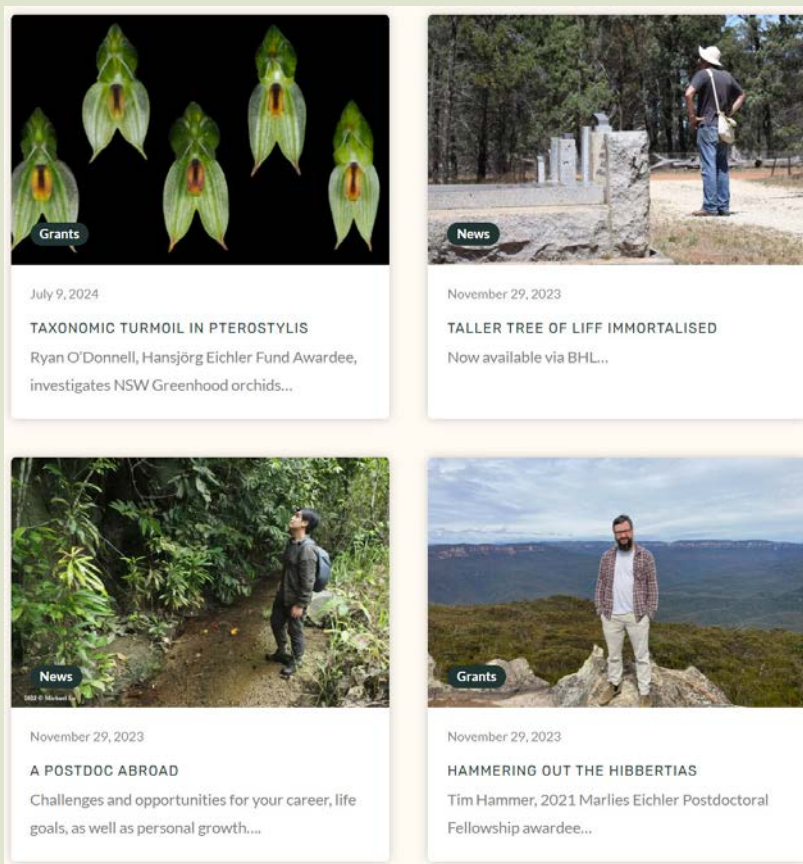 Grants
July 9, 2024
TAXONOMIC TURMOIL IN PTEROSTYLIS
Ryan O'Donnell, Hansjörg Eichler Fund Awardee,
investigates NSW Greenhood orchids...
News
November 29, 2023
TALLER TREE OF LIFF IMMORTALISED
Now available via BHL...
News
November 29, 2023
A POSTDOC ABROAD
Challenges and opportunities for your career, life
goals, as well as personal growth....
Grants
November 29, 2023
HAMMERING OUT THE HIBBERTIAS
Tim Hammer, 2021 Marlies Eichler Postdoctoral
Fellowship awardee...